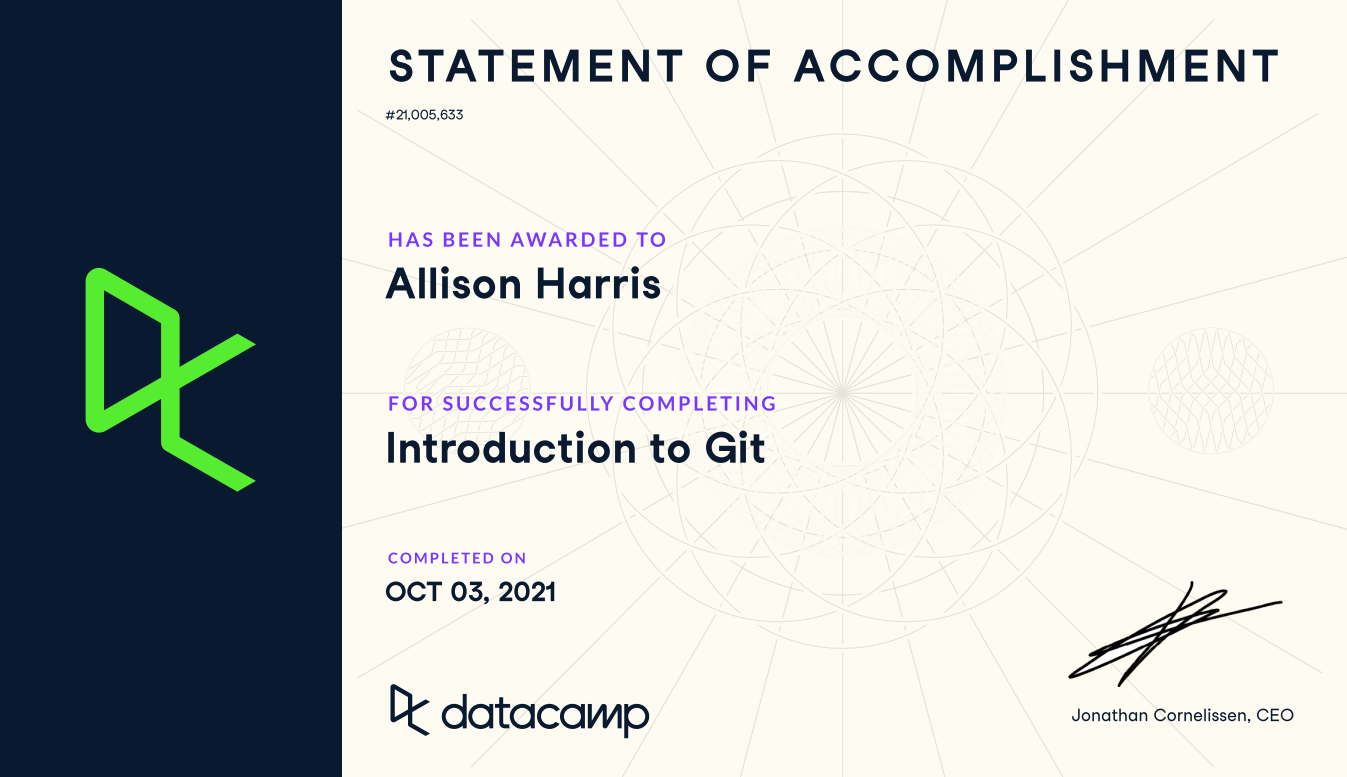 STATEMENT OF ACCOMPLISHMENT
#21,005,633
HAS BEEN AWARDED TO
Allison Harris
FOR SUCCESSFULLY COMPLETING
Introduction to Git
COMPLETED ON
OCT 03, 2021
datacamp
Jonathan Cornelissen, CEO